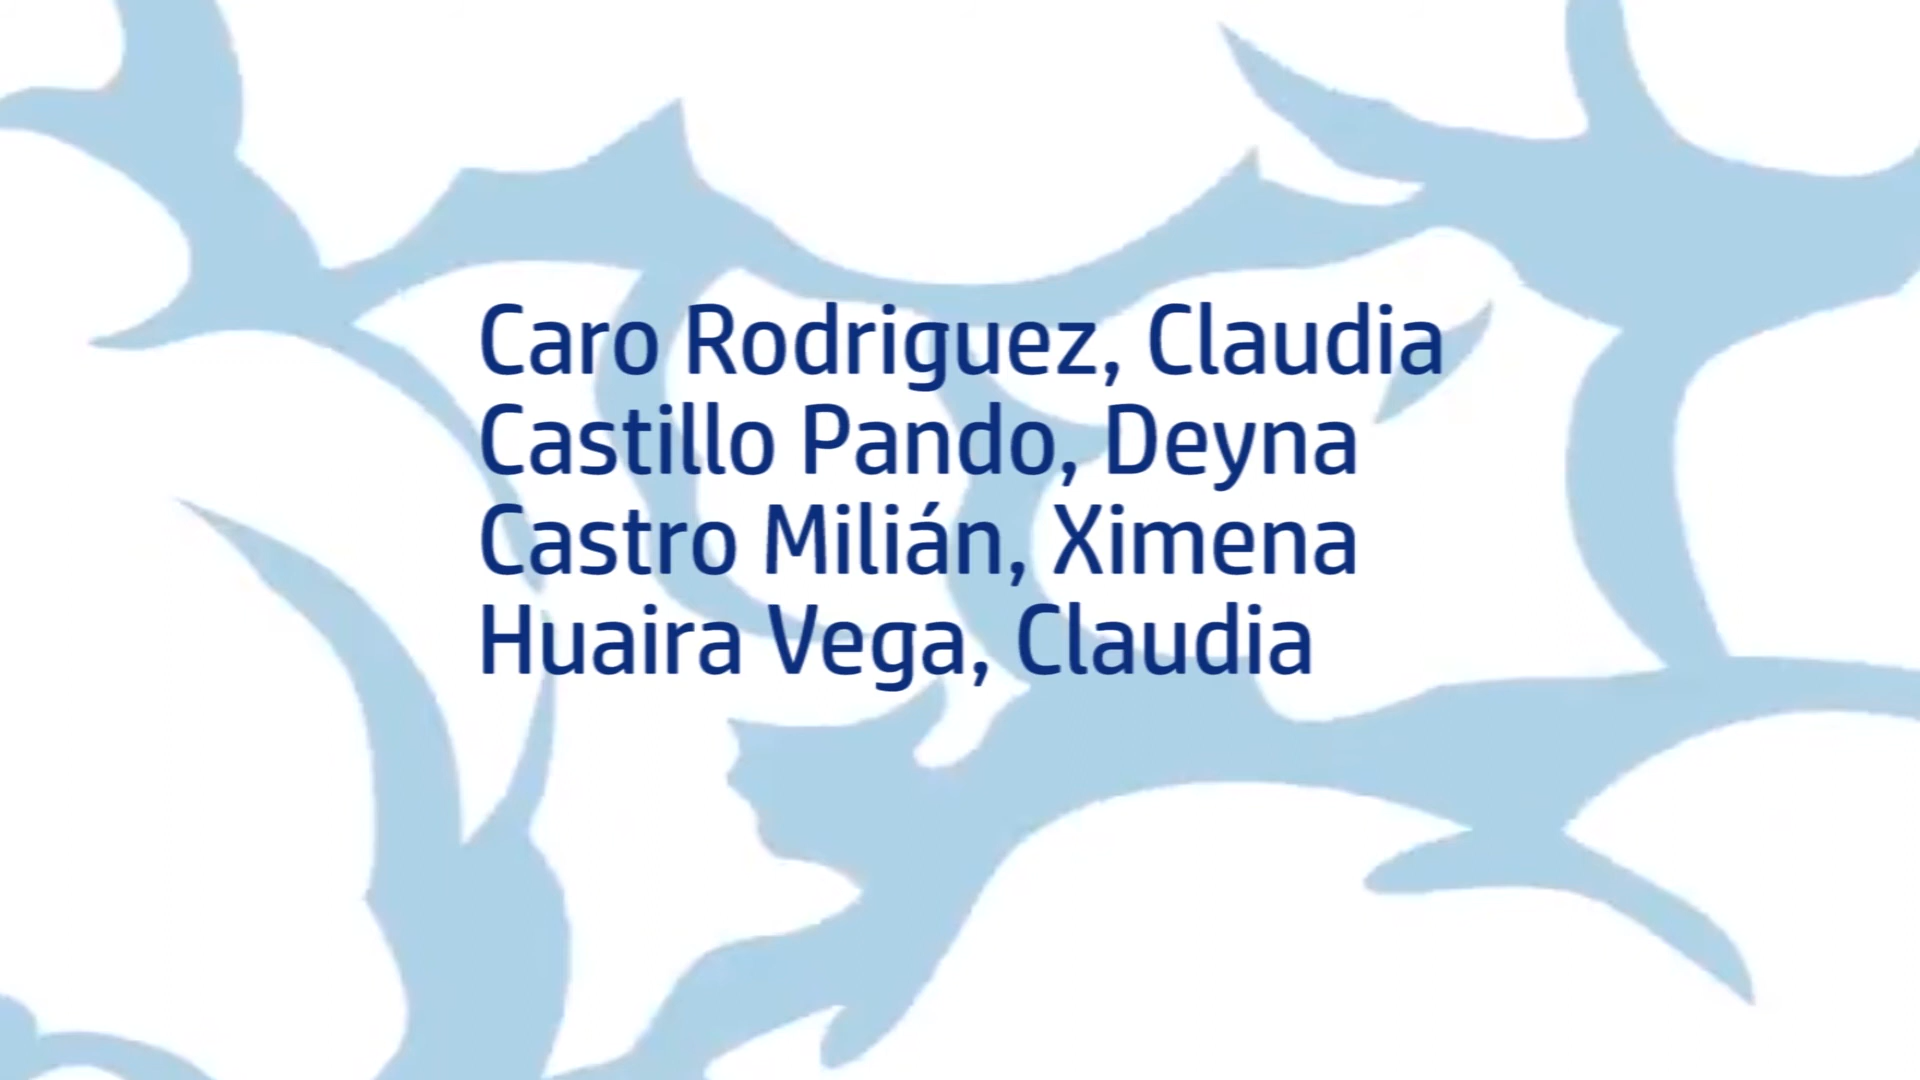 Caro Rodriguez, Claudia
Castillo Pando, Deyna
Castro Milián, Ximena
Huaira Vega, Claudia